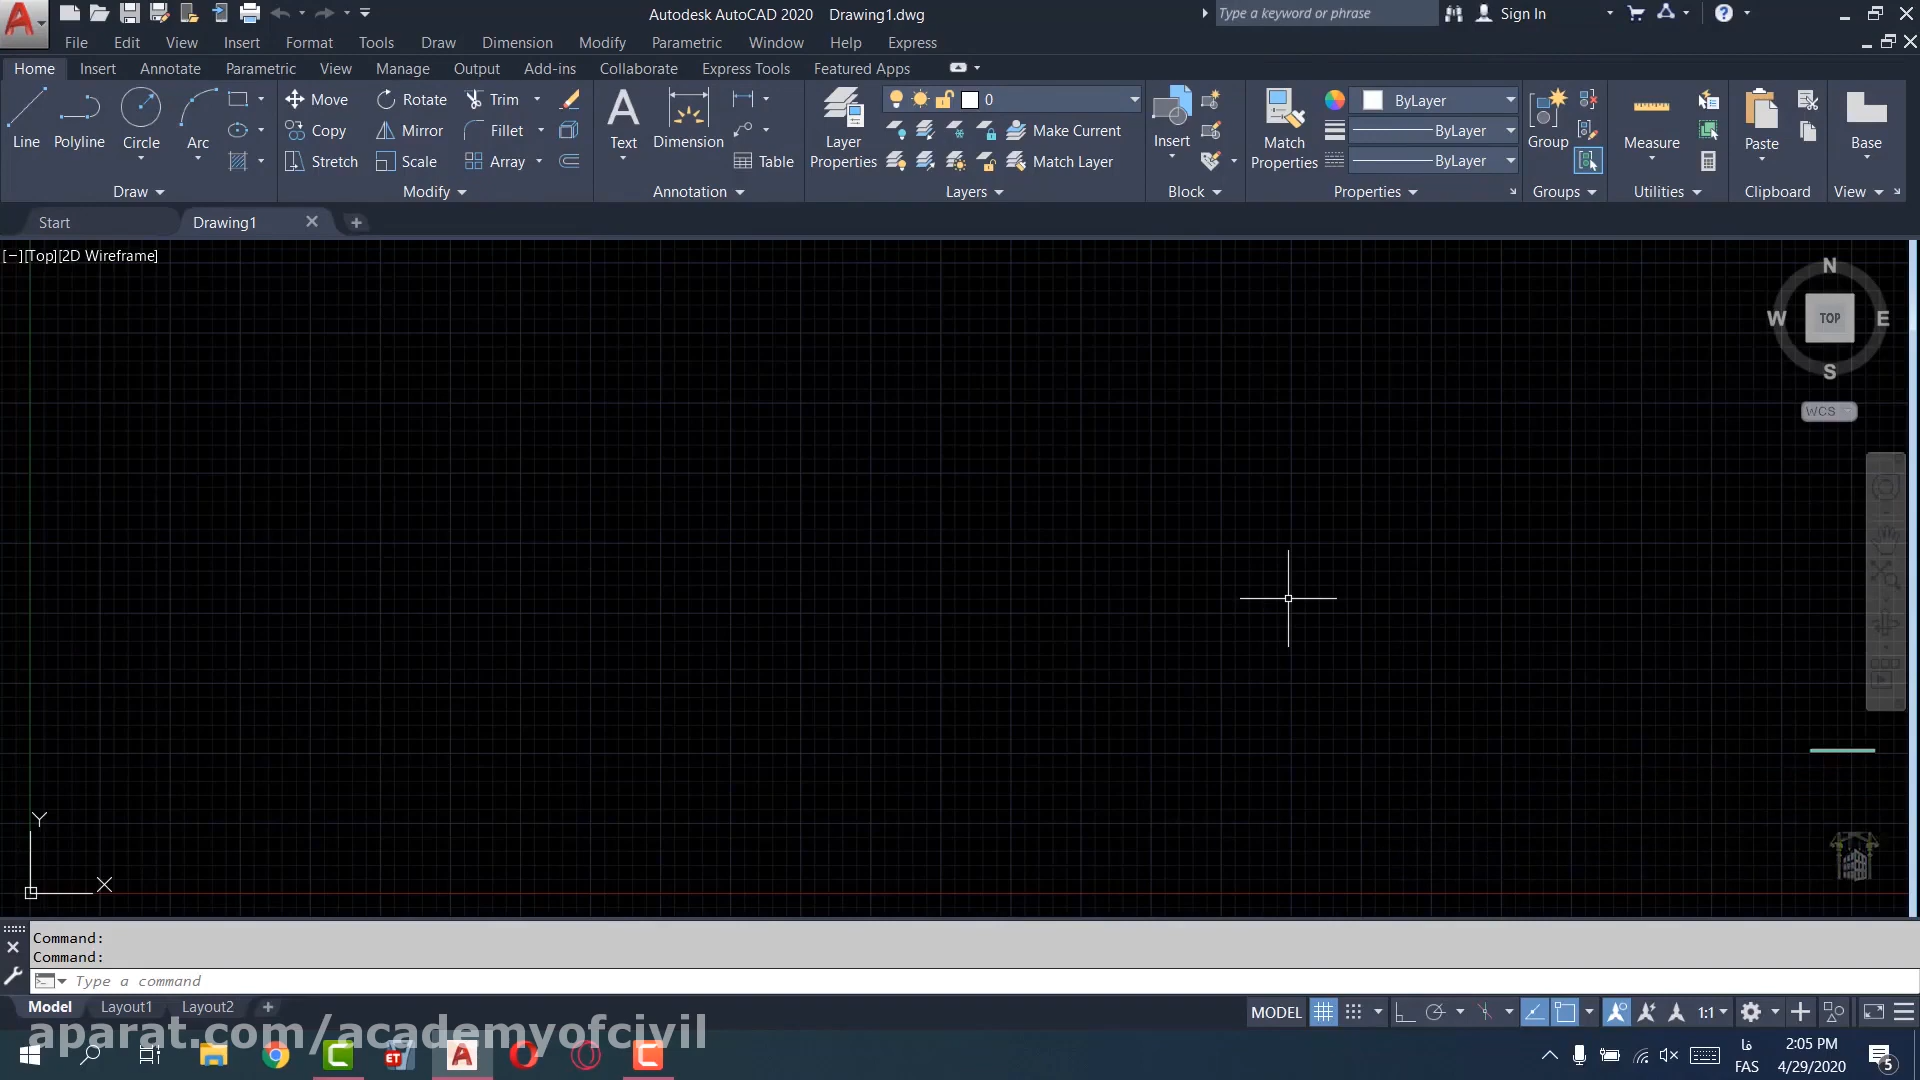 Autodesk AutoCAD 2020 Drawing1.dwg
Type a keyword or phrase
Sign In
File Edit View Insert Format Tools Draw Dimension Modify Parametric Window Help Express
Home Insert Annotate Parametric View Manage Output Add-ins Collaborate Express Tools Featured Apps
Line Polyline Circle Arc
Draw
Move Rotate Trim
Copy Mirror Fillet
Stretch Scale Array
Modify
Text Dimension Table
Annotation
Layer Properties
0
Make Current
Match Layer
Layers
Insert
Block
Match Properties
ByLayer
ByLayer
ByLayer
Properties
Group
Groups
Measure
Utilities
Paste
Clipboard
Base
View
Start Drawing1
[−][Top][2D Wireframe]
N
W TOP E
S
WCS
Y
X
Command:
Command:
Type a command
Model Layout1 Layout2
MODEL 1:1
aparat.com/academyofcivil
ET
فا
FAS
2:05 PM
4/29/2020
5